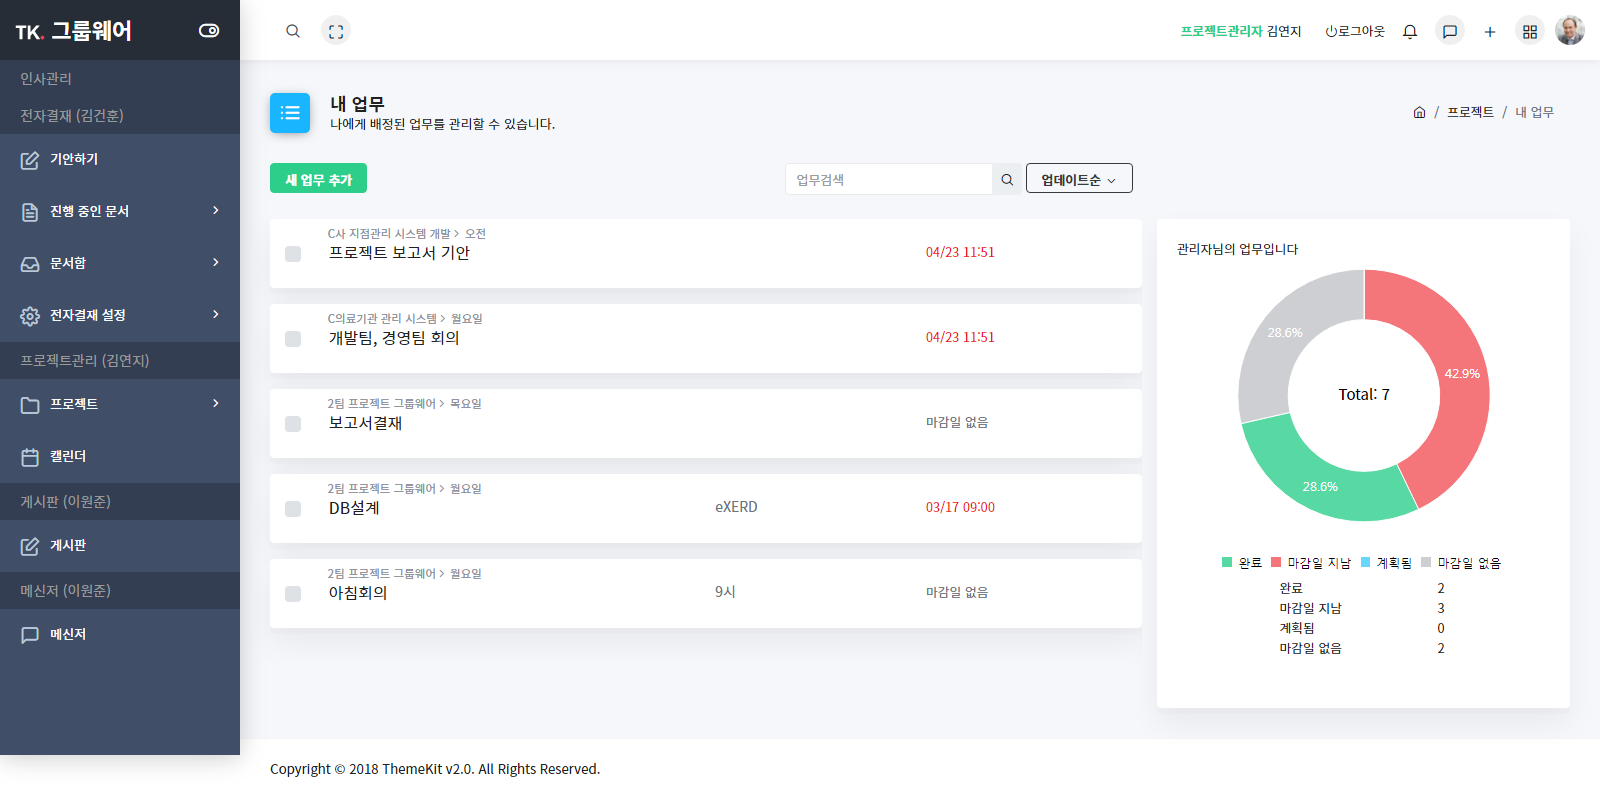 TK. 그룹웨어
인사관리
전자결재 (김건훈)
기안하기
진행 중인 문서
문서함
전자결재 설정
프로젝트관리 (김연지)
프로젝트
캘린더
게시판 (이원준)
게시판
메신저 (이원준)
메신저
프로젝트관리자 김연지
로그아웃
내 업무
나에게 배정된 업무를 관리할 수 있습니다.
/ 프로젝트 / 내 업무
새 업무 추가
업무검색
업데이트순
C사 지점관리 시스템 개발 > 오전
프로젝트 보고서 기안
04/23 11:51
C의료기관 관리 시스템 > 월요일
개발팀, 경영팀 회의
04/23 11:51
2팀 프로젝트 그룹웨어 > 목요일
보고서결재
마감일 없음
2팀 프로젝트 그룹웨어 > 월요일
DB설계
eXERD
03/17 09:00
2팀 프로젝트 그룹웨어 > 월요일
아침회의
9시
마감일 없음
관리자님의 업무입니다
28.6%
42.9%
Total: 7
28.6%
완료 마감일 지남 계획됨 마감일 없음
완료 2
마감일 지남 3
계획됨 0
마감일 없음 2
Copyright © 2018 ThemeKit v2.0. All Rights Reserved.